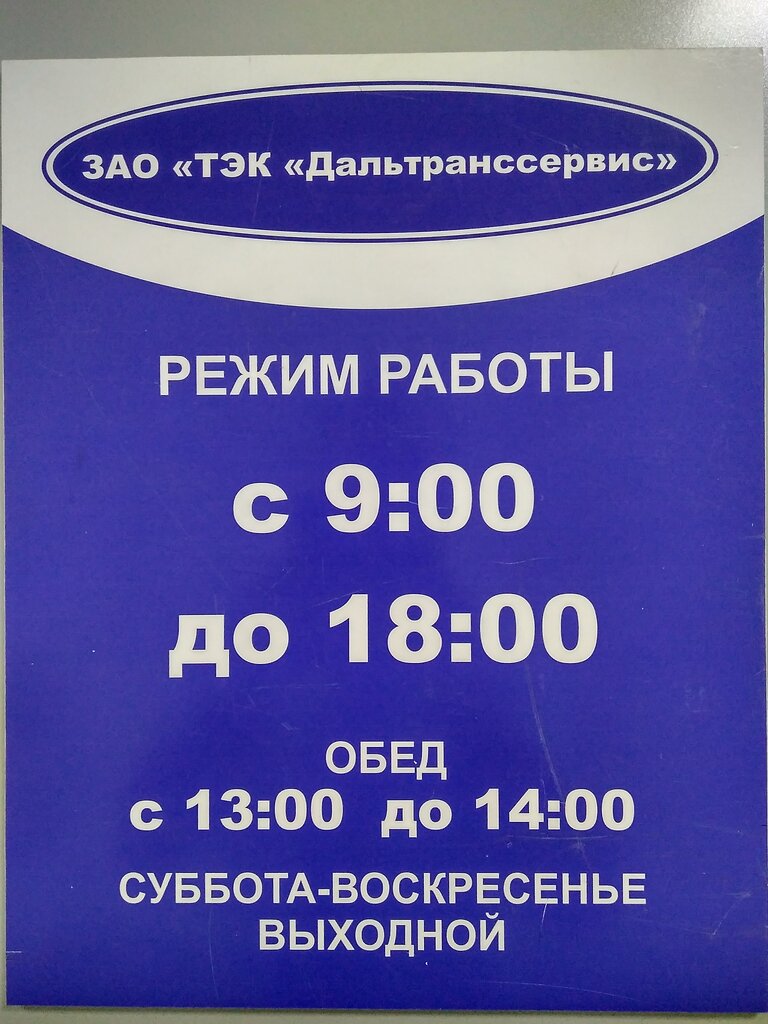 ЗАО «ТЭК «Дальтранссервис»
РЕЖИМ РАБОТЫ
с 9:00
до 18:00
ОБЕД
с 13:00 до 14:00
СУББОТА-ВОСКРЕСЕНЬЕ
ВЫХОДНОЙ